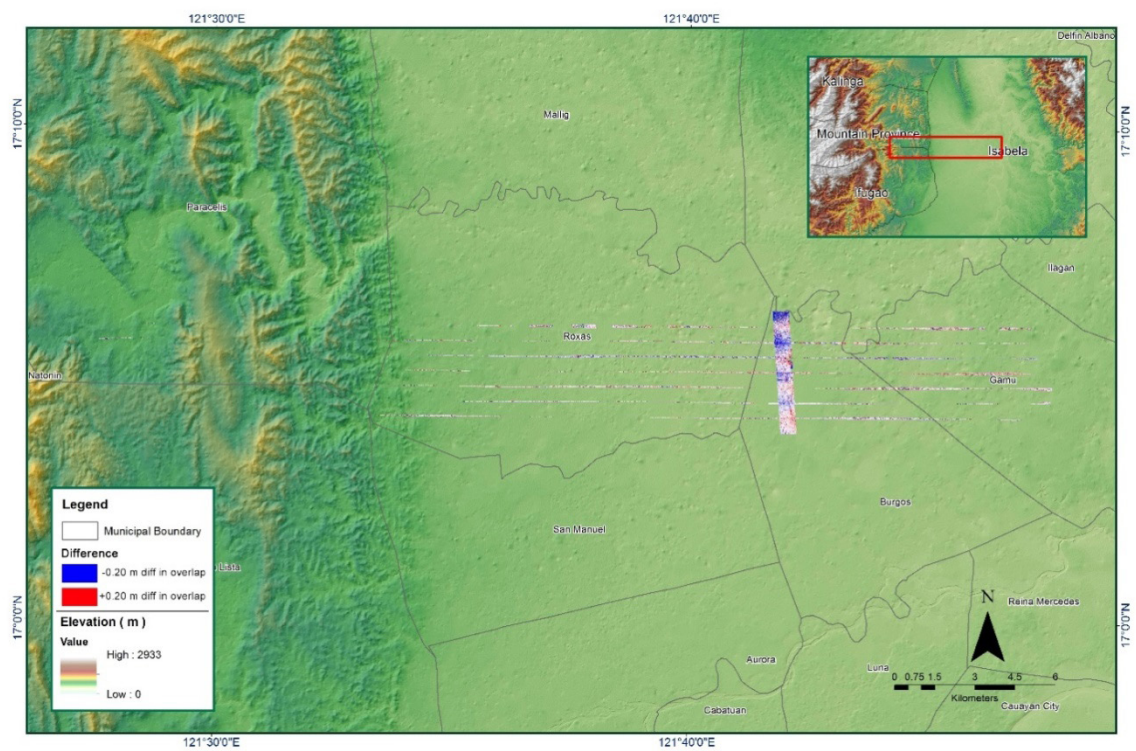 121°30'0"E
121°40'0"E
Delfin Albano
Kalinga
Mallig
17°10'0"N
17°10'0"N
Mountain Province
Isabela
Ifugao
Paracelis
Ilagan
Roxas
Natonin
Gamu
Legend
Municipal Boundary
Difference
-0.20 m diff in overlap
+0.20 m diff in overlap
Elevation ( m )
Value
High : 2933
Low : 0
Burgos
San Manuel
Lista
N
Reina Mercedes
17°0'0"N
17°0'0"N
Aurora
Luna
0 0.75 1.5 3 4.5 6
Kilometers
Cabatuan
Cauayan City
121°30'0"E
121°40'0"E